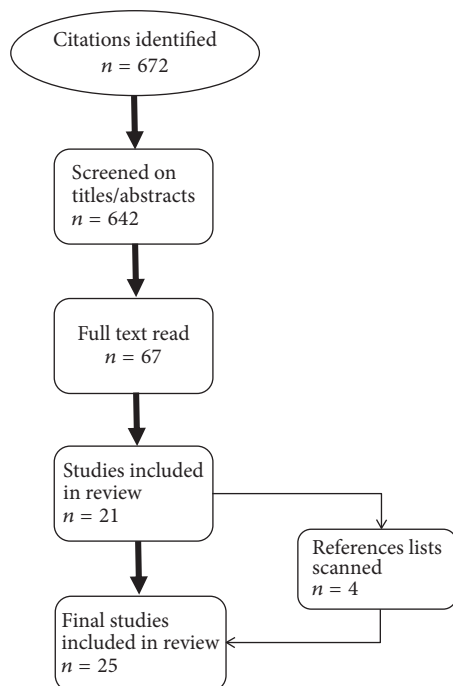 Citations identified
n = 672
Screened on
titles/abstracts
n = 642
Full text read
n = 67
Studies included
in review
n = 21
References lists
scanned
n = 4
Final studies
included in review
n = 25